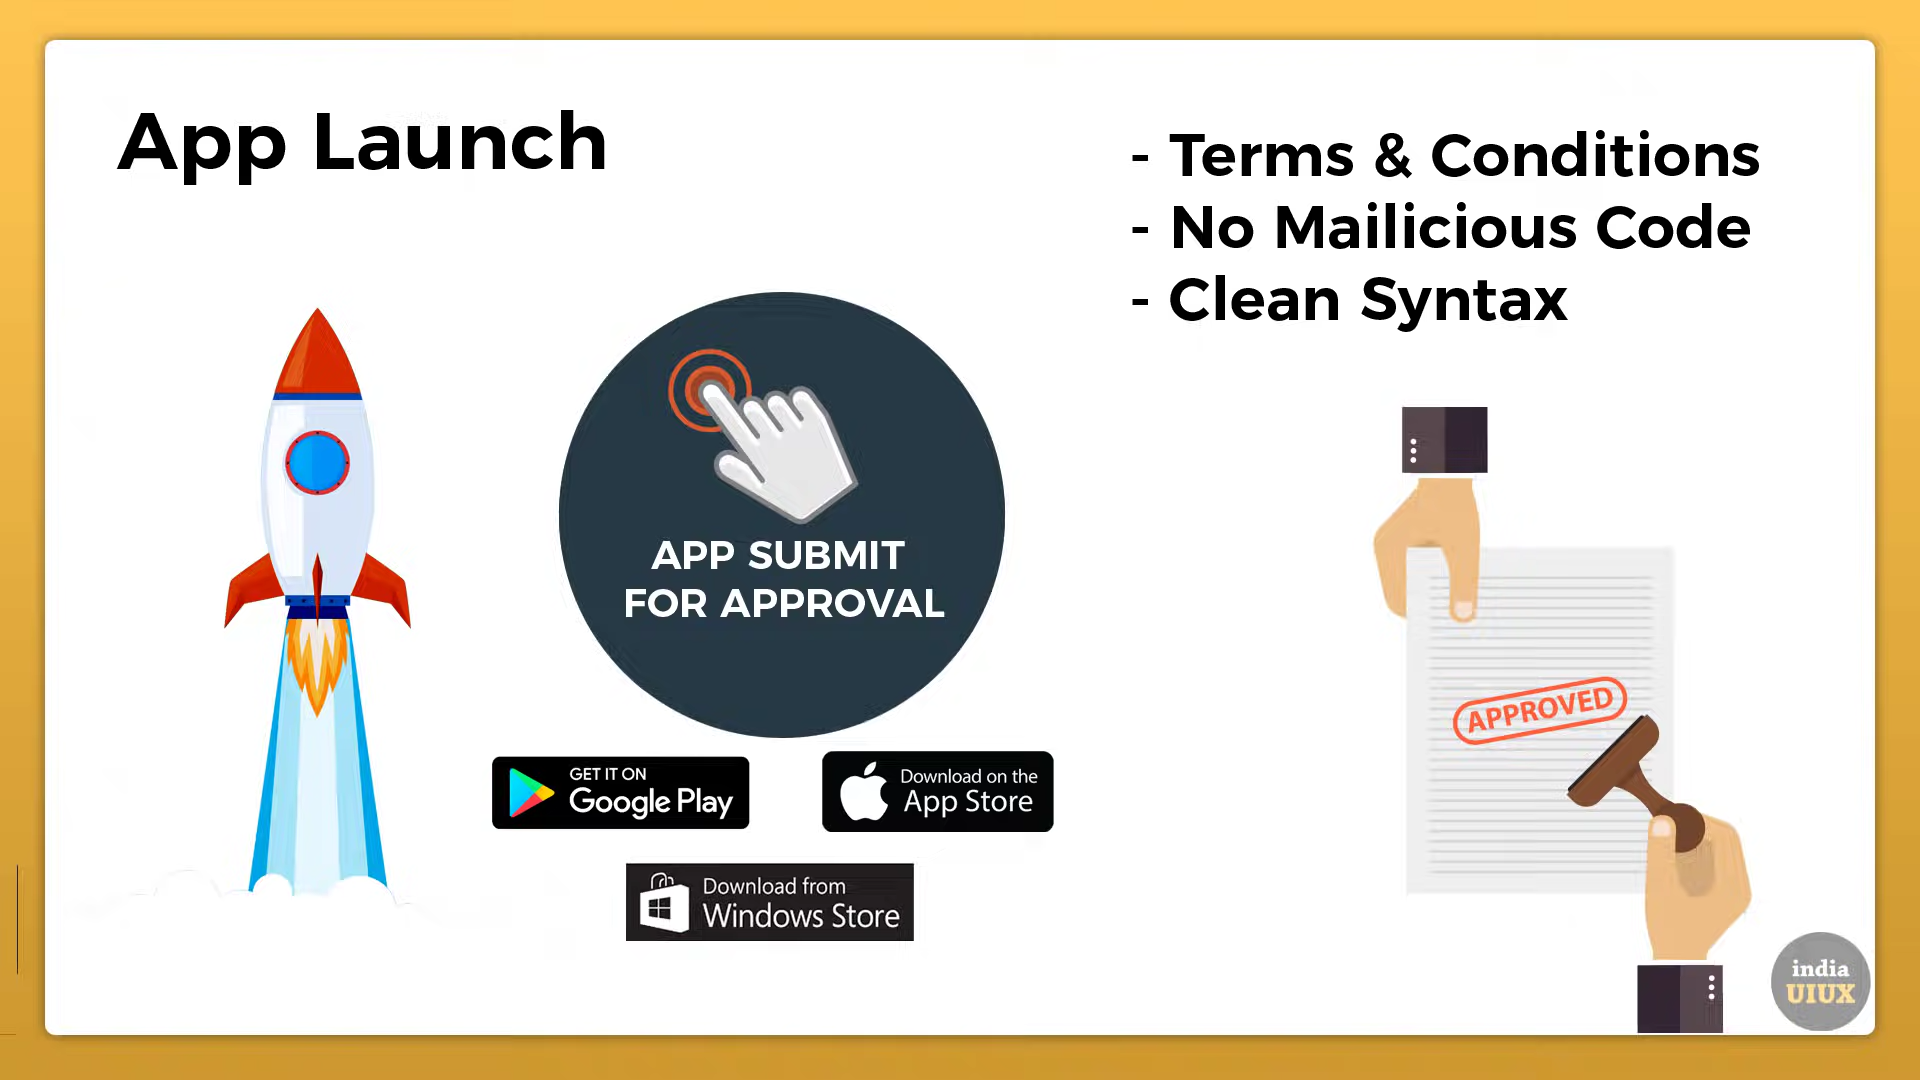 App Launch
- Terms & Conditions
- No Mailicious Code
- Clean Syntax
APP SUBMIT
FOR APPROVAL
GET IT ON
Google Play
Download on the
App Store
Download from
Windows Store
APPROVED
india
UIUX